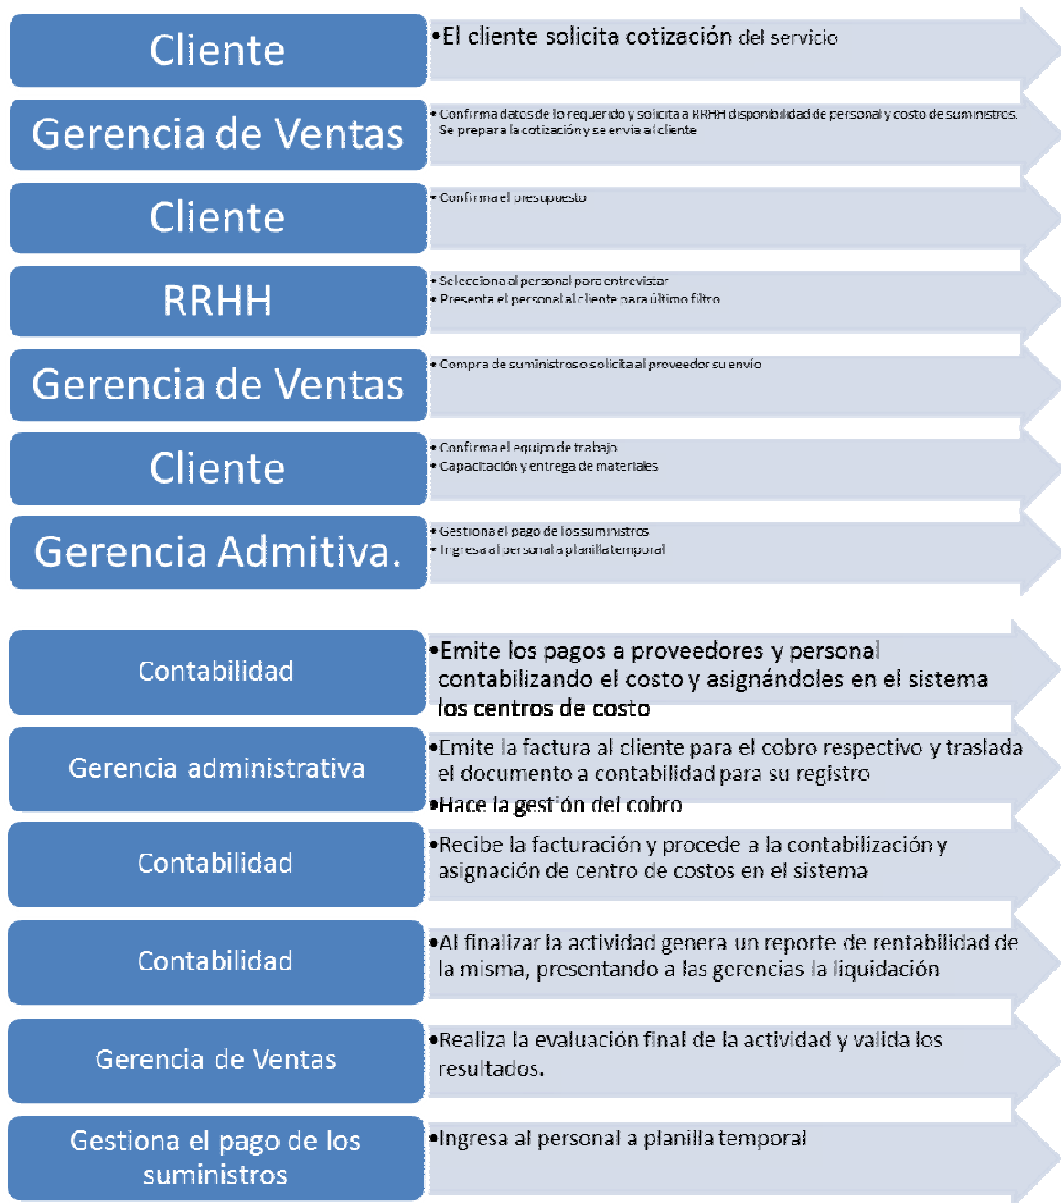 Cliente
•El cliente solicita cotización del servicio
Gerencia de Ventas
• Confirma datos de lo requerido y solicita a RRHH disponibilidad de personal y costo de suministros.
Se prepara la cotización y se envia al cliente
Cliente
• Confirma el presupuesto
RRHH
• Selecciona al personal para entrevistar
• Presenta el personal al cliente para último filtro
Gerencia de Ventas
• Compra de suministros o solicita al proveedor su envío
Cliente
• Confirma el equipo de trabajo
• Capacitación y entrega de materiales
Gerencia Admitiva.
• Gestiona el pago de los suministros
• Ingresa al personal a planilla temporal
Contabilidad
•Emite los pagos a proveedores y personal
contabilizando el costo y asignándoles en el sistema
los centros de costo
Gerencia administrativa
•Emite la factura al cliente para el cobro respectivo y traslada
el documento a contabilidad para su registro
•Hace la gestión del cobro
Contabilidad
•Recibe la facturación y procede a la contabilización y
asignación de centro de costos en el sistema
Contabilidad
•Al finalizar la actividad genera un reporte de rentabilidad de
la misma, presentando a las gerencias la liquidación
Gerencia de Ventas
•Realiza la evaluación final de la actividad y valida los
resultados.
Gestiona el pago de los
suministros
•Ingresa al personal a planilla temporal